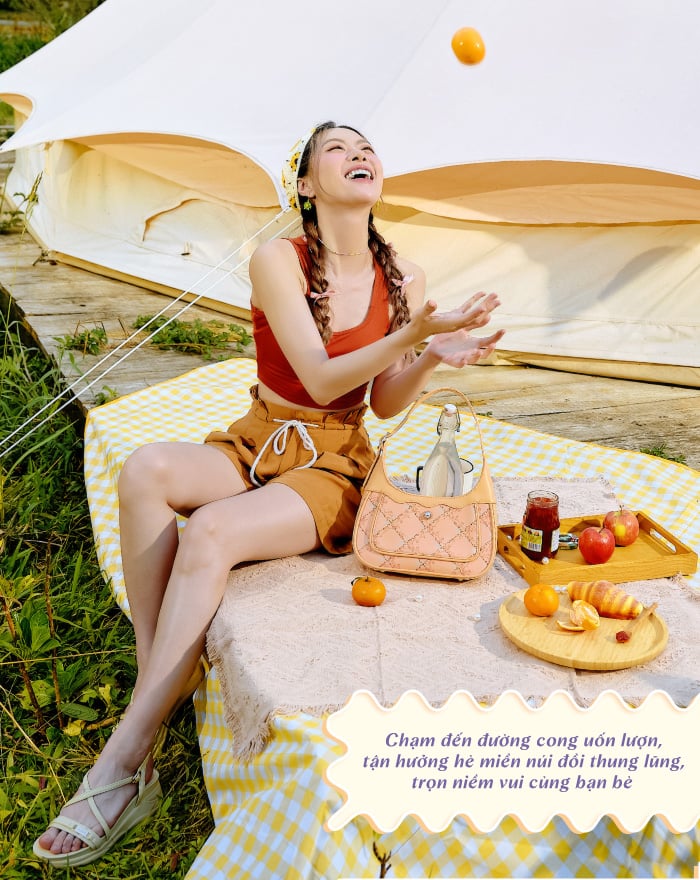 Chạm đến đường cong uốn lượn,
tận hưởng hè miền núi đồi thung lũng,
trọn niềm vui cùng bạn bè